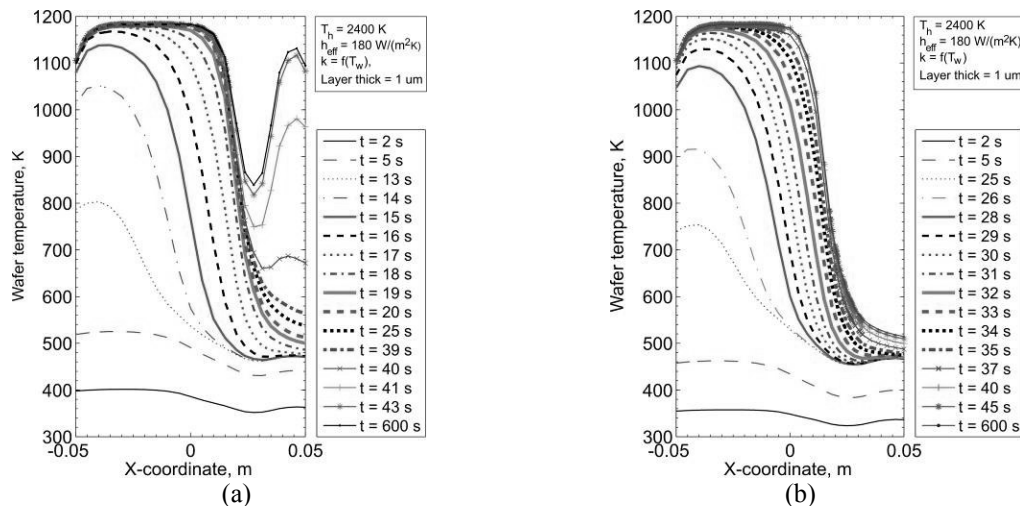 1200
1100
1000
900
800
700
600
500
400
300
-0.05
0
0.05
Wafer temperature, K
X-coordinate, m
T_h = 2400 K
h_eff = 180 W/(m²K)
k = f(T_w),
Layer thick = 1 um
t = 2 s
t = 5 s
t = 13 s
t = 14 s
t = 15 s
t = 16 s
t = 17 s
t = 18 s
t = 19 s
t = 20 s
t = 25 s
t = 39 s
t = 40 s
t = 41 s
t = 43 s
t = 600 s
(a)
1200
1100
1000
900
800
700
600
500
400
300
-0.05
0
0.05
Wafer temperature, K
X-coordinate, m
T_h = 2400 K
h_eff = 180 W/(m²K)
k = f(T_w)
Layer thick = 1 um
t = 2 s
t = 5 s
t = 25 s
t = 26 s
t = 28 s
t = 29 s
t = 30 s
t = 31 s
t = 32 s
t = 33 s
t = 34 s
t = 35 s
t = 37 s
t = 40 s
t = 45 s
t = 600 s
(b)